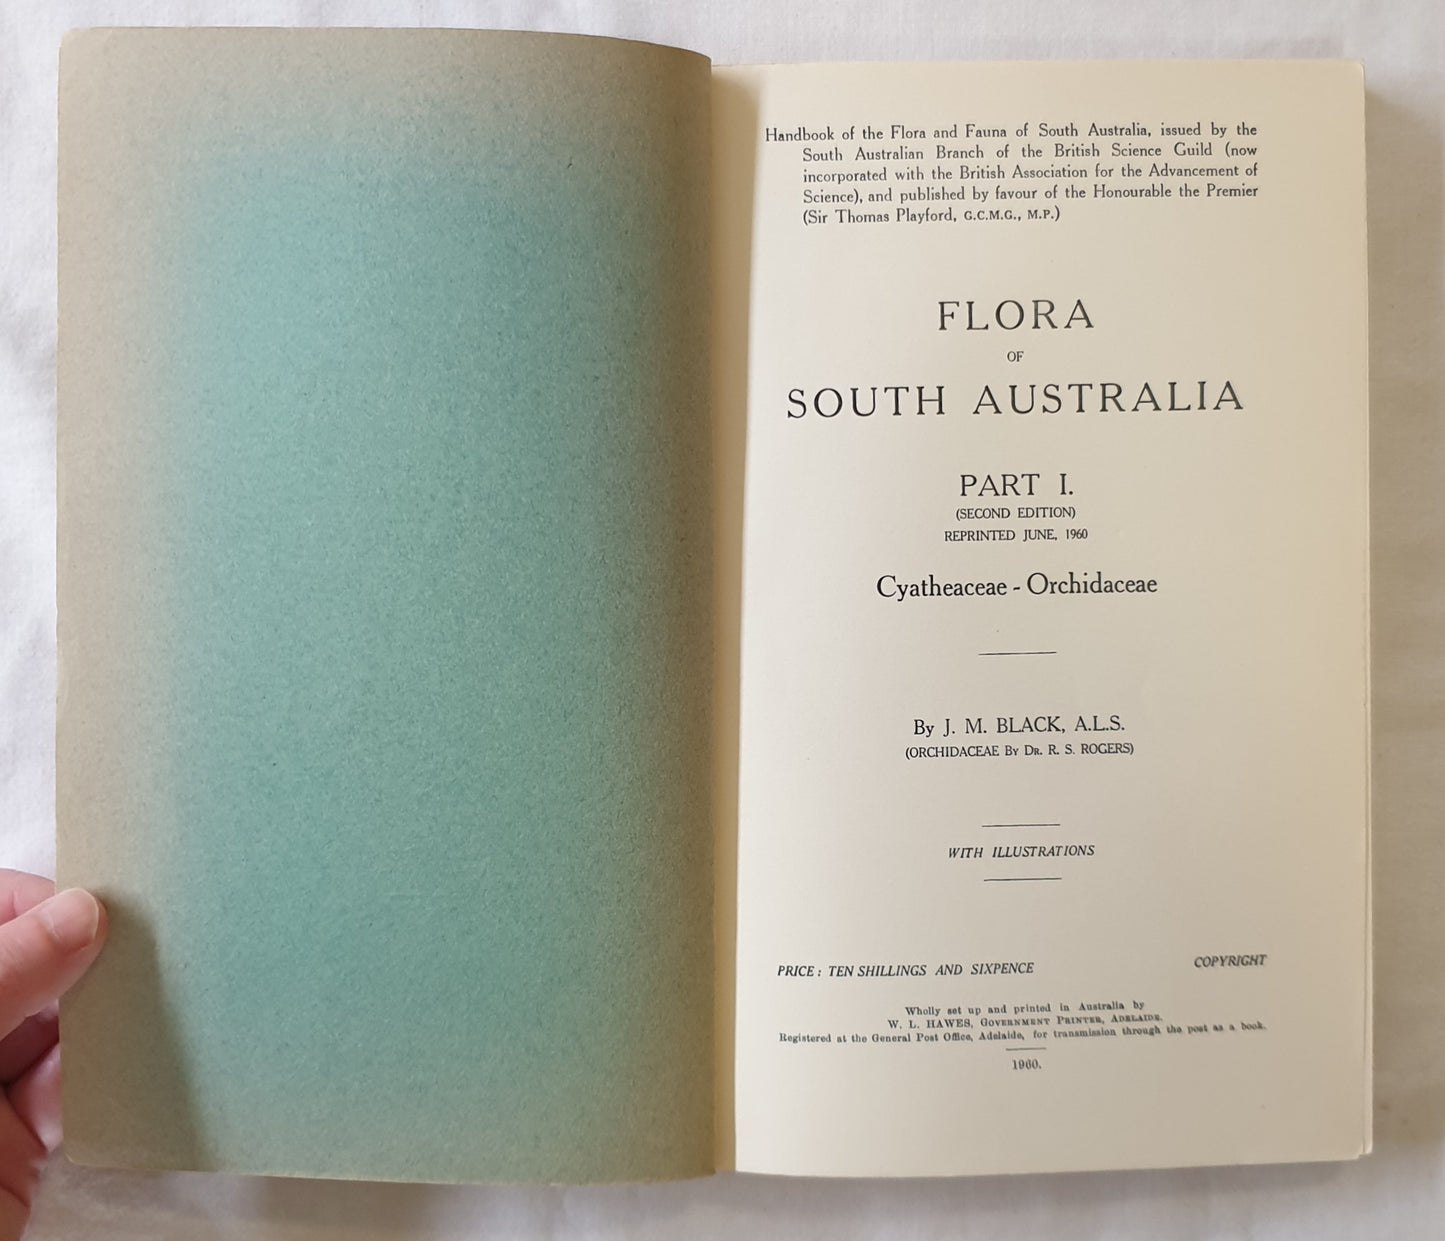 Handbook of the Flora and Fauna of South Australia, issued by the
South Australian Branch of the British Science Guild (now
incorporated with the British Association for the Advancement of
Science), and published by favour of the Honourable the Premier
(Sir Thomas Playford, G.C.M.G., M.P.)
FLORA
OF
SOUTH AUSTRALIA
PART I.
(SECOND EDITION)
REPRINTED JUNE, 1960
Cyatheaceae - Orchidaceae
By J. M. BLACK, A.L.S.
(ORCHIDACEAE By Dr. R. S. ROGERS)
WITH ILLUSTRATIONS
PRICE : TEN SHILLINGS AND SIXPENCE COPYRIGHT
Wholly set up and printed in Australia by
W. L. HAWES, Government Printer, Adelaide.
Registered at the General Post Office, Adelaide, for transmission through the post as a book.
1960.